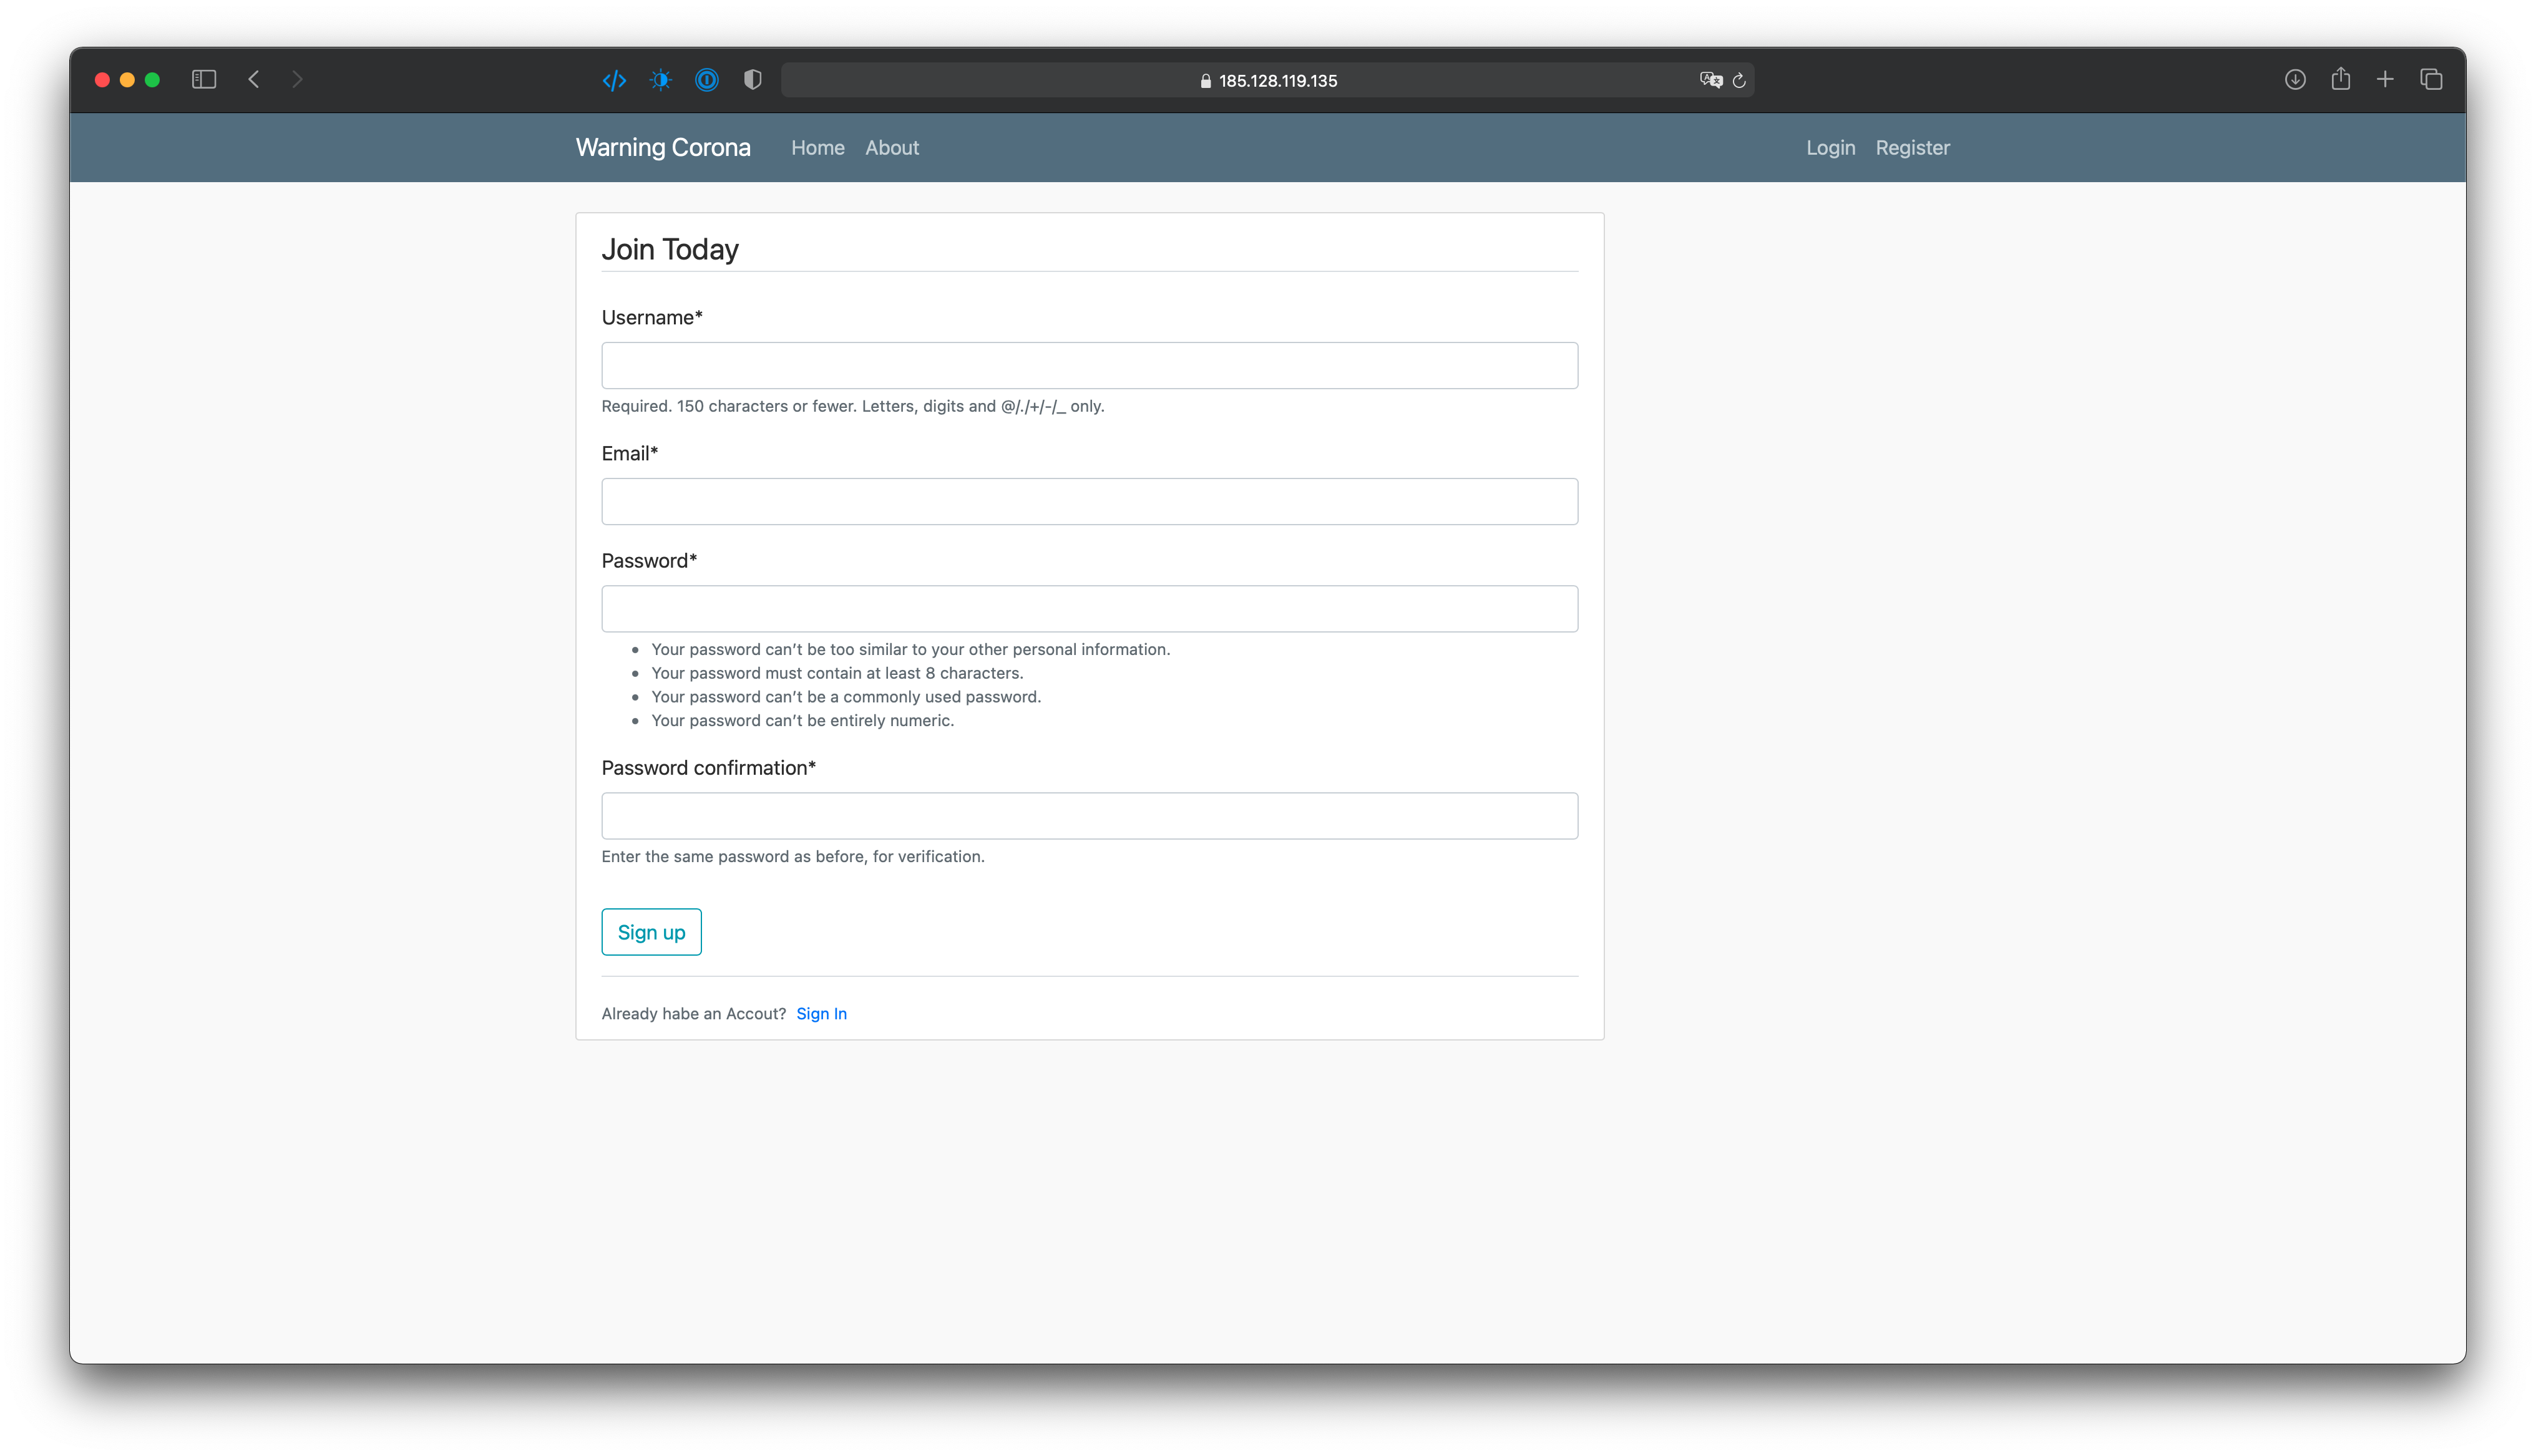 185.128.119.135
Warning Corona Home About Login Register
Join Today
Username*
Required. 150 characters or fewer. Letters, digits and @/./+/-/_ only.
Email*
Password*
Your password can't be too similar to your other personal information.
Your password must contain at least 8 characters.
Your password can't be a commonly used password.
Your password can't be entirely numeric.
Password confirmation*
Enter the same password as before, for verification.
Sign up
Already habe an Accout? Sign In